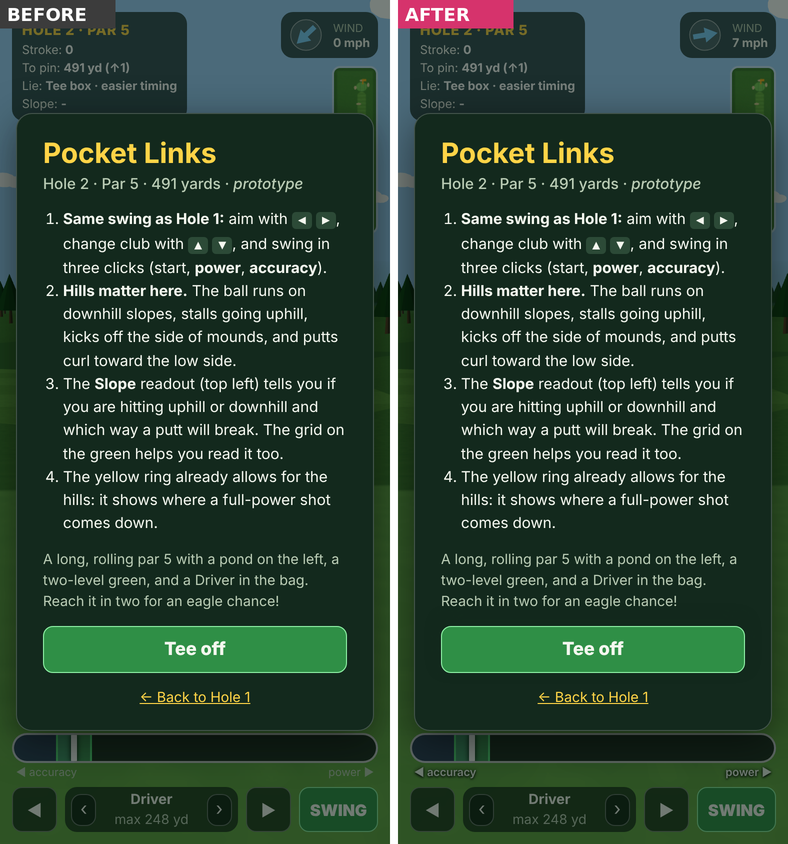 BEFORE
HOLE 2 · PAR 5
Stroke: 0
To pin: 491 yd (↑1)
Lie: Tee box · easier timing
Slope: -
WIND
0 mph
Pocket Links
Hole 2 · Par 5 · 491 yards · prototype
1. Same swing as Hole 1: aim with ◀ ▶,
change club with ▲ ▼, and swing in
three clicks (start, power, accuracy).
2. Hills matter here. The ball runs on
downhill slopes, stalls going uphill,
kicks off the side of mounds, and putts
curl toward the low side.
3. The Slope readout (top left) tells you if
you are hitting uphill or downhill and
which way a putt will break. The grid on
the green helps you read it too.
4. The yellow ring already allows for the
hills: it shows where a full-power shot
comes down.
A long, rolling par 5 with a pond on the left, a
two-level green, and a Driver in the bag.
Reach it in two for an eagle chance!
Tee off
← Back to Hole 1
◀ accuracy
power ▶
◀
‹
Driver
max 248 yd
›
▶
SWING
AFTER
HOLE 2 · PAR 5
Stroke: 0
To pin: 491 yd (↑1)
Lie: Tee box · easier timing
Slope: -
WIND
7 mph
Pocket Links
Hole 2 · Par 5 · 491 yards · prototype
1. Same swing as Hole 1: aim with ◀ ▶,
change club with ▲ ▼, and swing in
three clicks (start, power, accuracy).
2. Hills matter here. The ball runs on
downhill slopes, stalls going uphill,
kicks off the side of mounds, and putts
curl toward the low side.
3. The Slope readout (top left) tells you if
you are hitting uphill or downhill and
which way a putt will break. The grid on
the green helps you read it too.
4. The yellow ring already allows for the
hills: it shows where a full-power shot
comes down.
A long, rolling par 5 with a pond on the left, a
two-level green, and a Driver in the bag.
Reach it in two for an eagle chance!
Tee off
← Back to Hole 1
◀ accuracy
power ▶
◀
‹
Driver
max 248 yd
›
▶
SWING